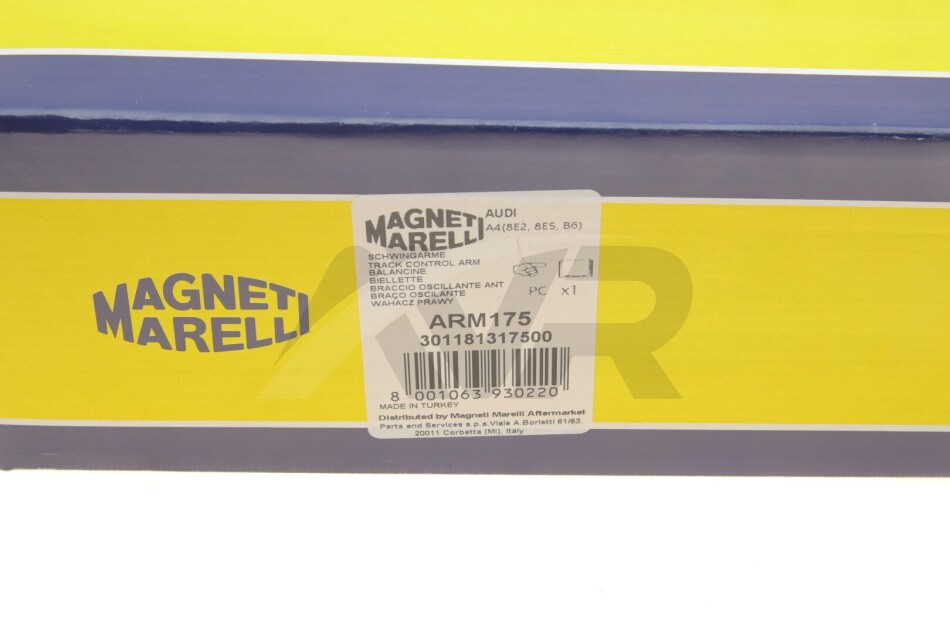 MAGNETI
MARELLI
MAGNETI
MARELLI
AUDI
A4(8E2, 8E5, B6)
SCHWINGARME
TRACK CONTROL ARM
BALANCINE
BIELLETTE
BRACCIO OSCILLANTE ANT
BRAÇO OSCILANTE
WAHACZ PRAWY
PC x1
ARM175
301181317500
8 001063 930220
MADE IN TURKEY
Distributed by Magneti Marelli Aftermarket
Parts and Services s.p.a.Viale A.Borletti 61/63,
20011 Corbetta (MI), Italy
AVR